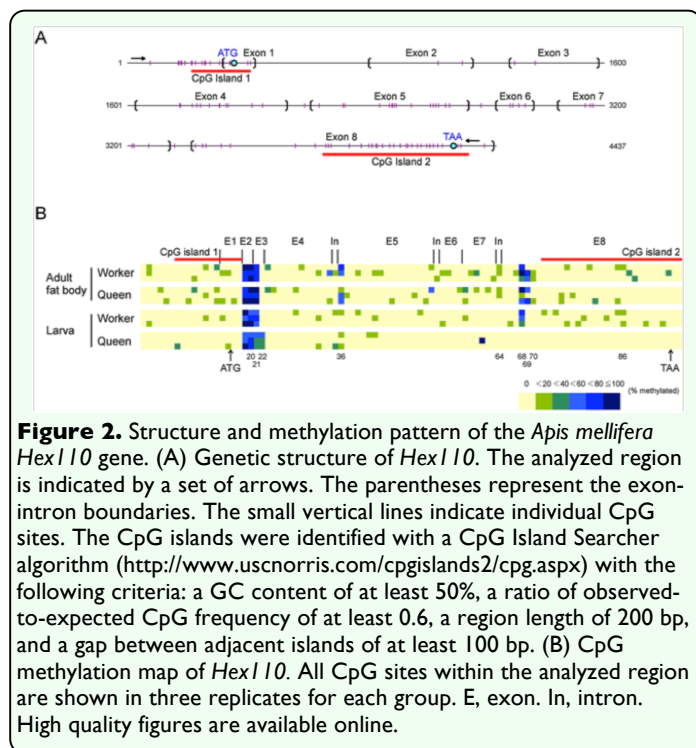 A
ATG
Exon 1 Exon 2 Exon 3
1 1600
CpG Island 1
Exon 4 Exon 5 Exon 6 Exon 7
1601 3200
Exon 8 TAA
3201 4437
CpG Island 2
B
CpG island 1 E1 E2 E3 E4 In E5 In E6 E7 In E8 CpG island 2
Adult fat body
Worker
Queen
Larva
Worker
Queen
20 22 36 64 68 70 86
21 69
ATG TAA
0 <20 <40 <60 <80 ≦100
(% methylated)
Figure 2. Structure and methylation pattern of the Apis mellifera
Hex110 gene. (A) Genetic structure of Hex110. The analyzed region
is indicated by a set of arrows. The parentheses represent the exon-
intron boundaries. The small vertical lines indicate individual CpG
sites. The CpG islands were identified with a CpG Island Searcher
algorithm (http://www.uscnorris.com/cpgislands2/cpg.aspx) with the
following criteria: a GC content of at least 50%, a ratio of observed-
to-expected CpG frequency of at least 0.6, a region length of 200 bp,
and a gap between adjacent islands of at least 100 bp. (B) CpG
methylation map of Hex110. All CpG sites within the analyzed region
are shown in three replicates for each group. E, exon. In, intron.
High quality figures are available online.